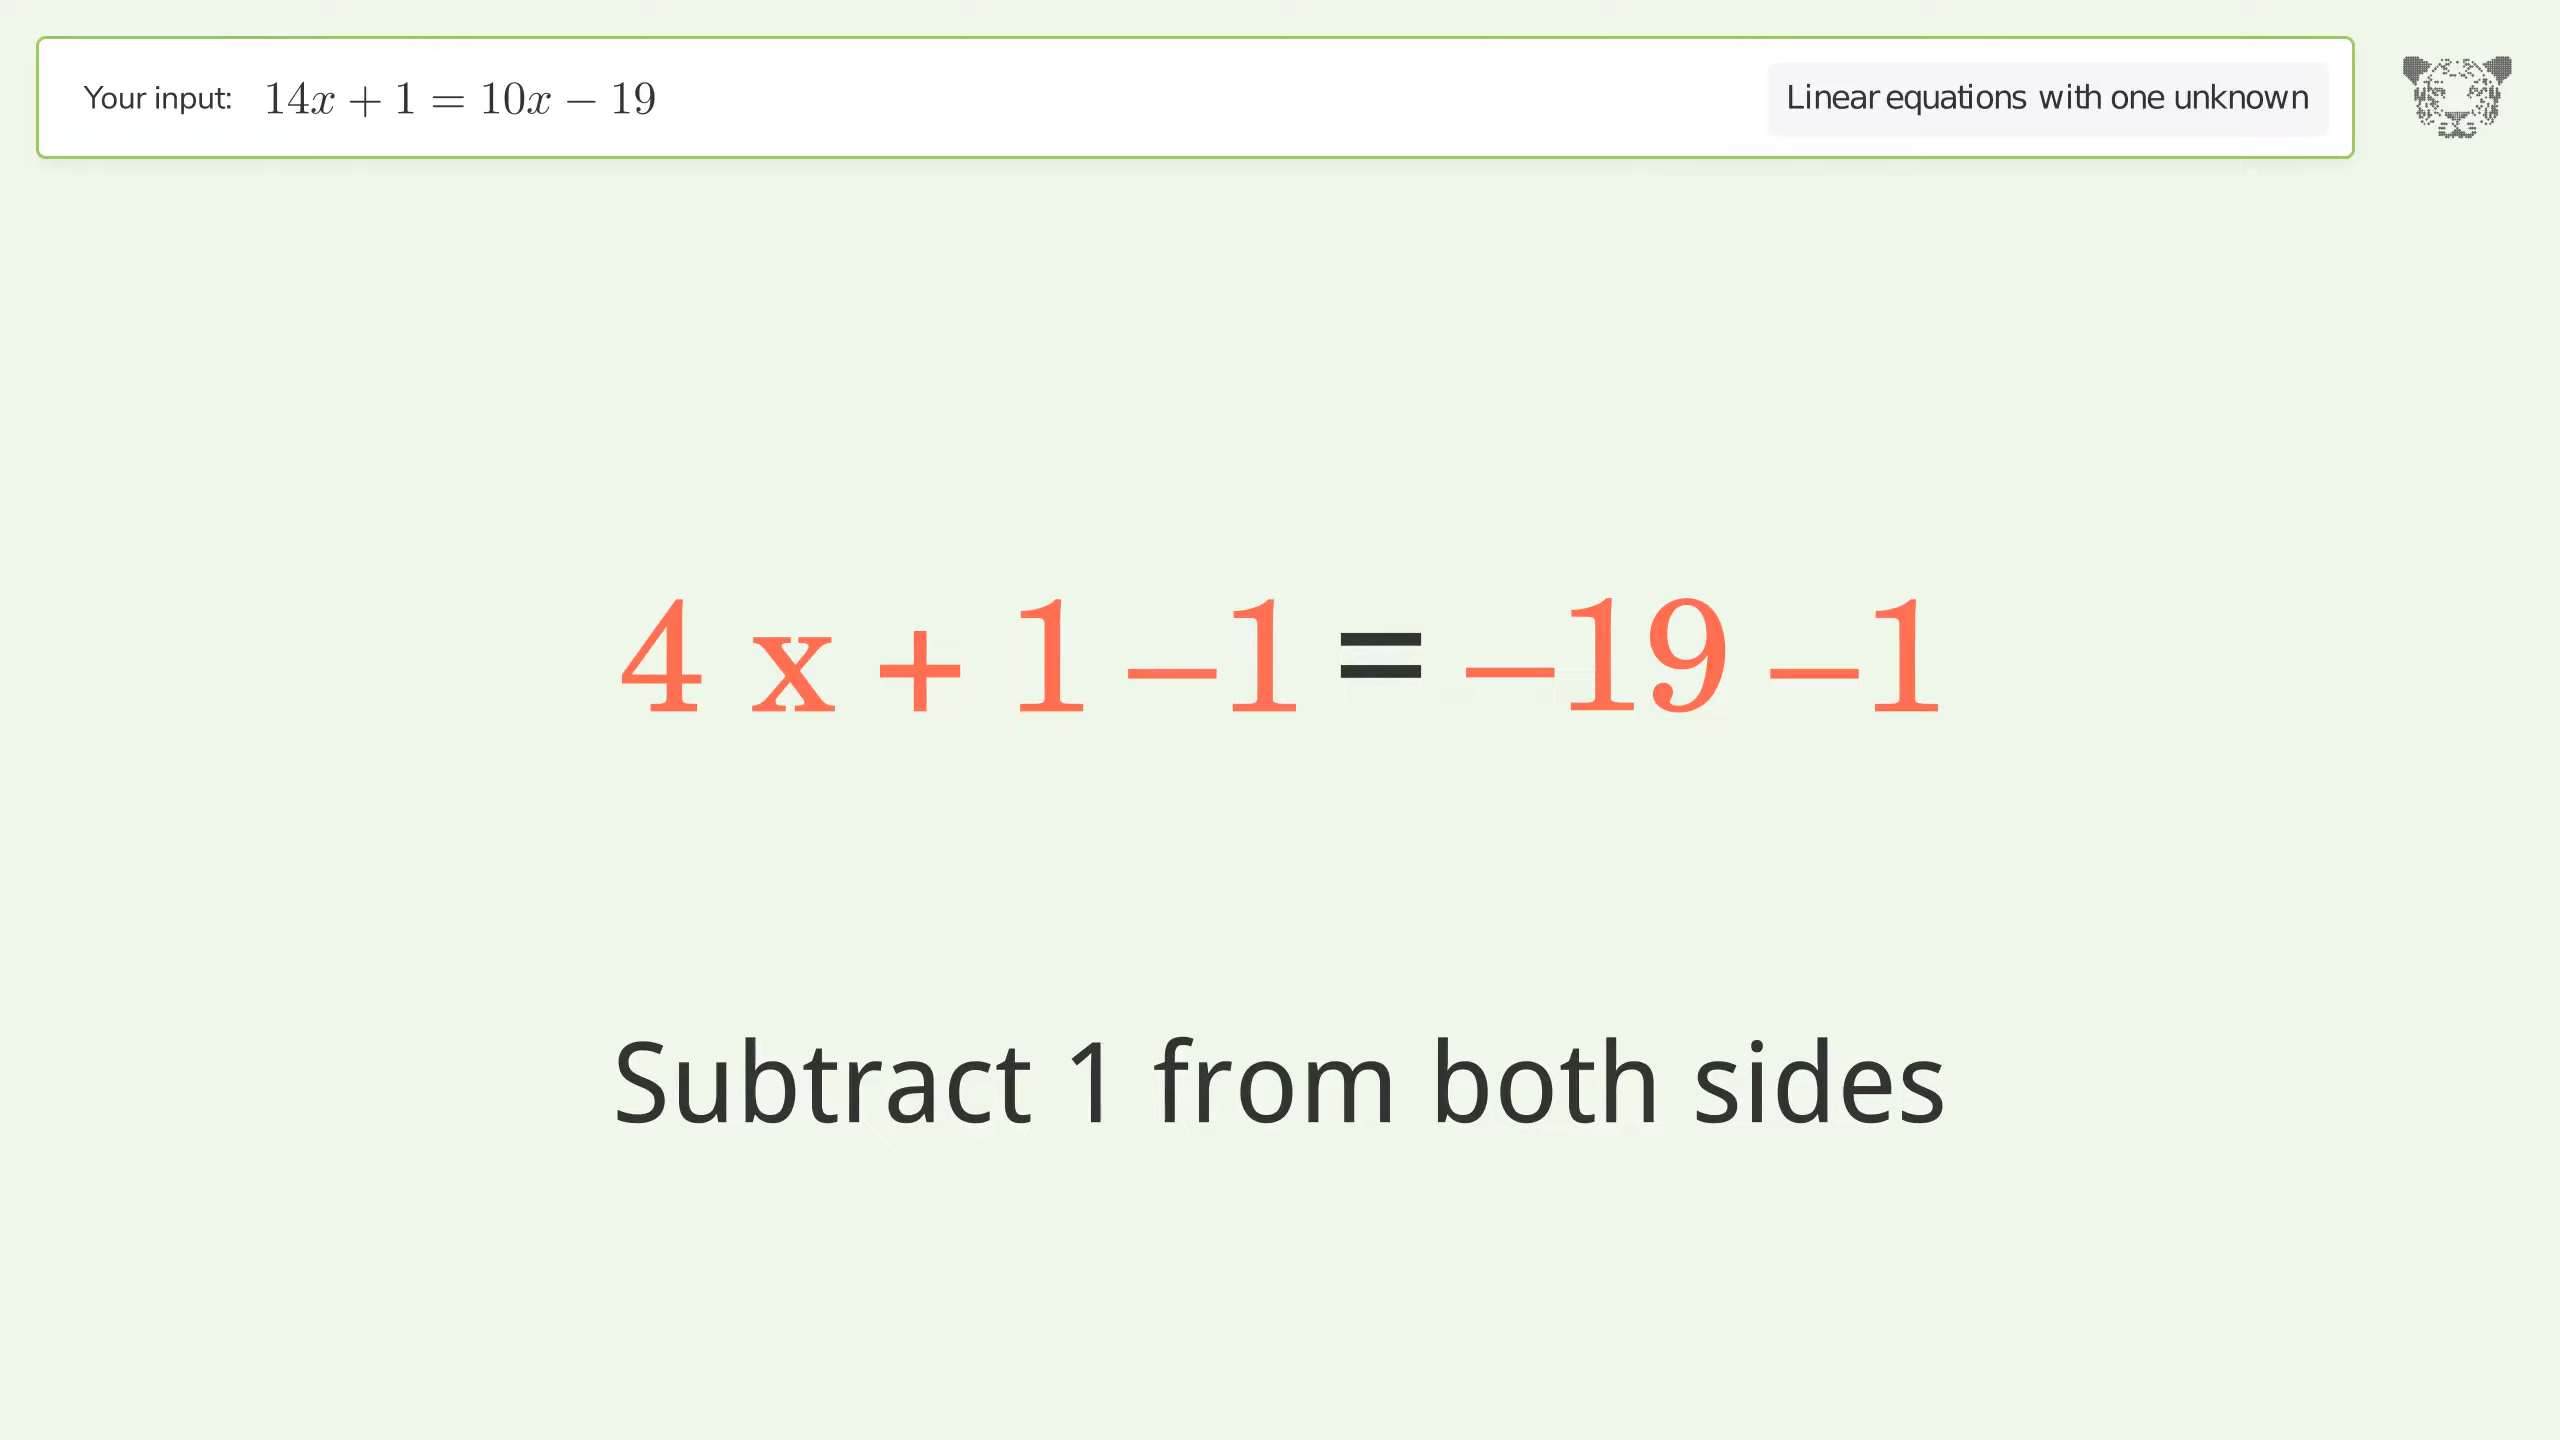 Your input: 14x + 1 = 10x − 19
Linear equations with one unknown
4 x + 1 −1 = −19 −1
Subtract 1 from both sides